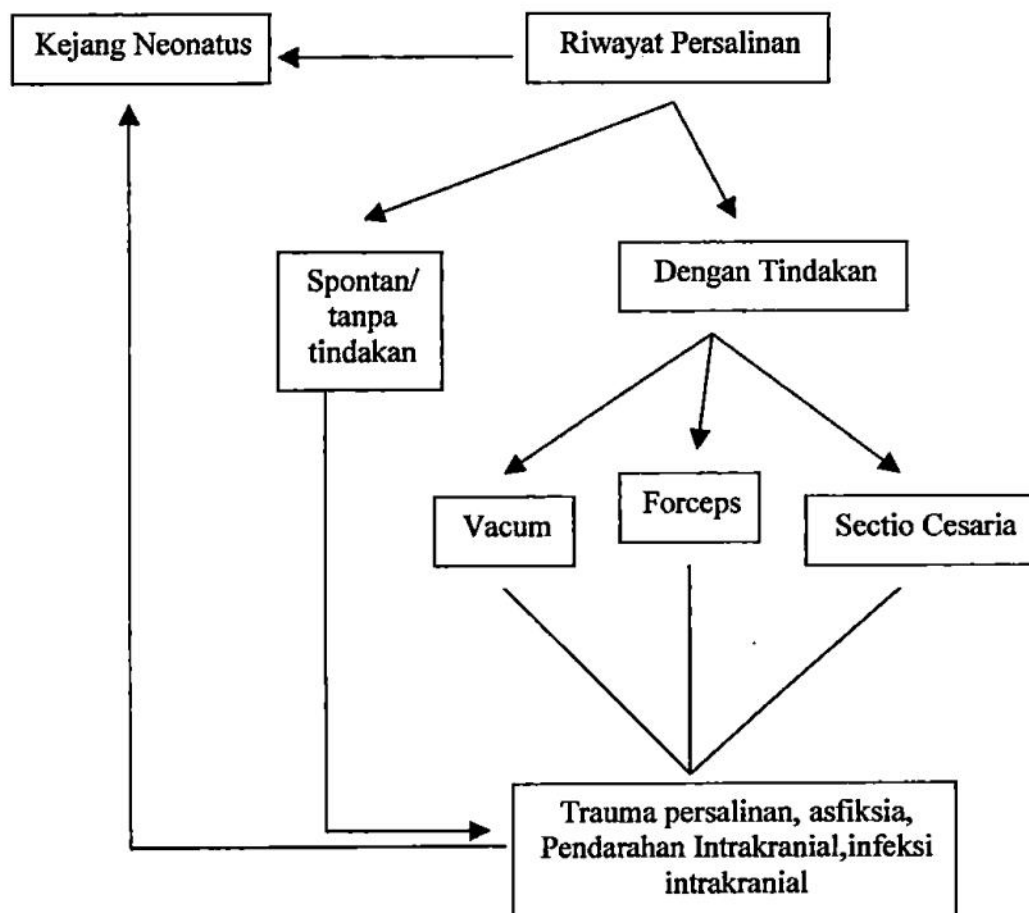 Kejang Neonatus
Riwayat Persalinan
Spontan/
tanpa
tindakan
Dengan Tindakan
Vacum
Forceps
Sectio Cesaria
Trauma persalinan, asfiksia,
Pendarahan Intrakranial,infeksi
intrakranial